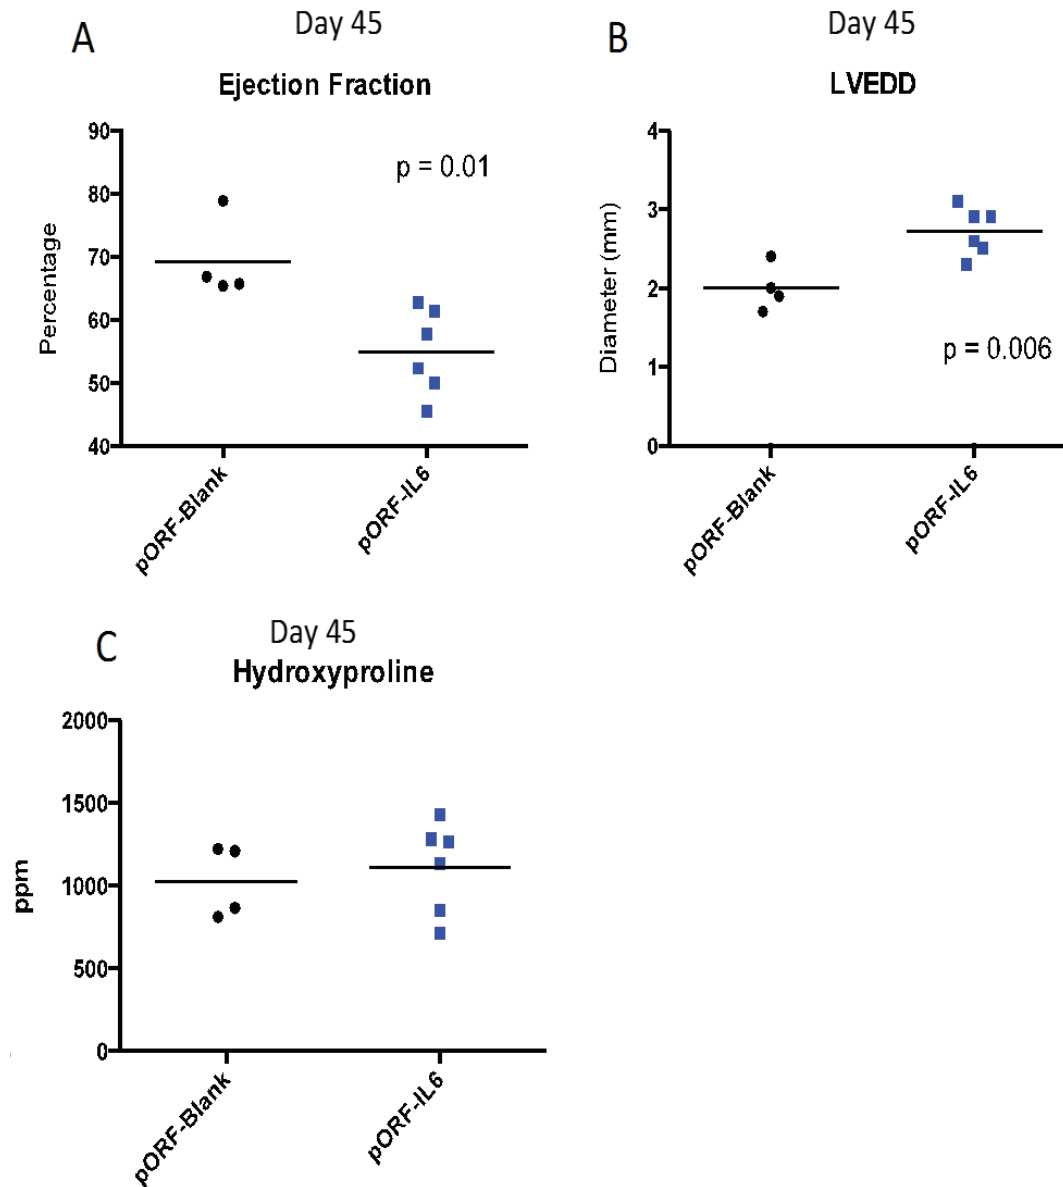 A
Day 45
Ejection Fraction
90
80
70
60
50
40
Percentage
p = 0.01
pORF-Blank
pORF-IL6
B
Day 45
LVEDD
4
3
2
1
0
Diameter (mm)
p = 0.006
pORF-Blank
pORF-IL6
C
Day 45
Hydroxyproline
2000
1500
1000
500
0
ppm
pORF-Blank
pORF-IL6